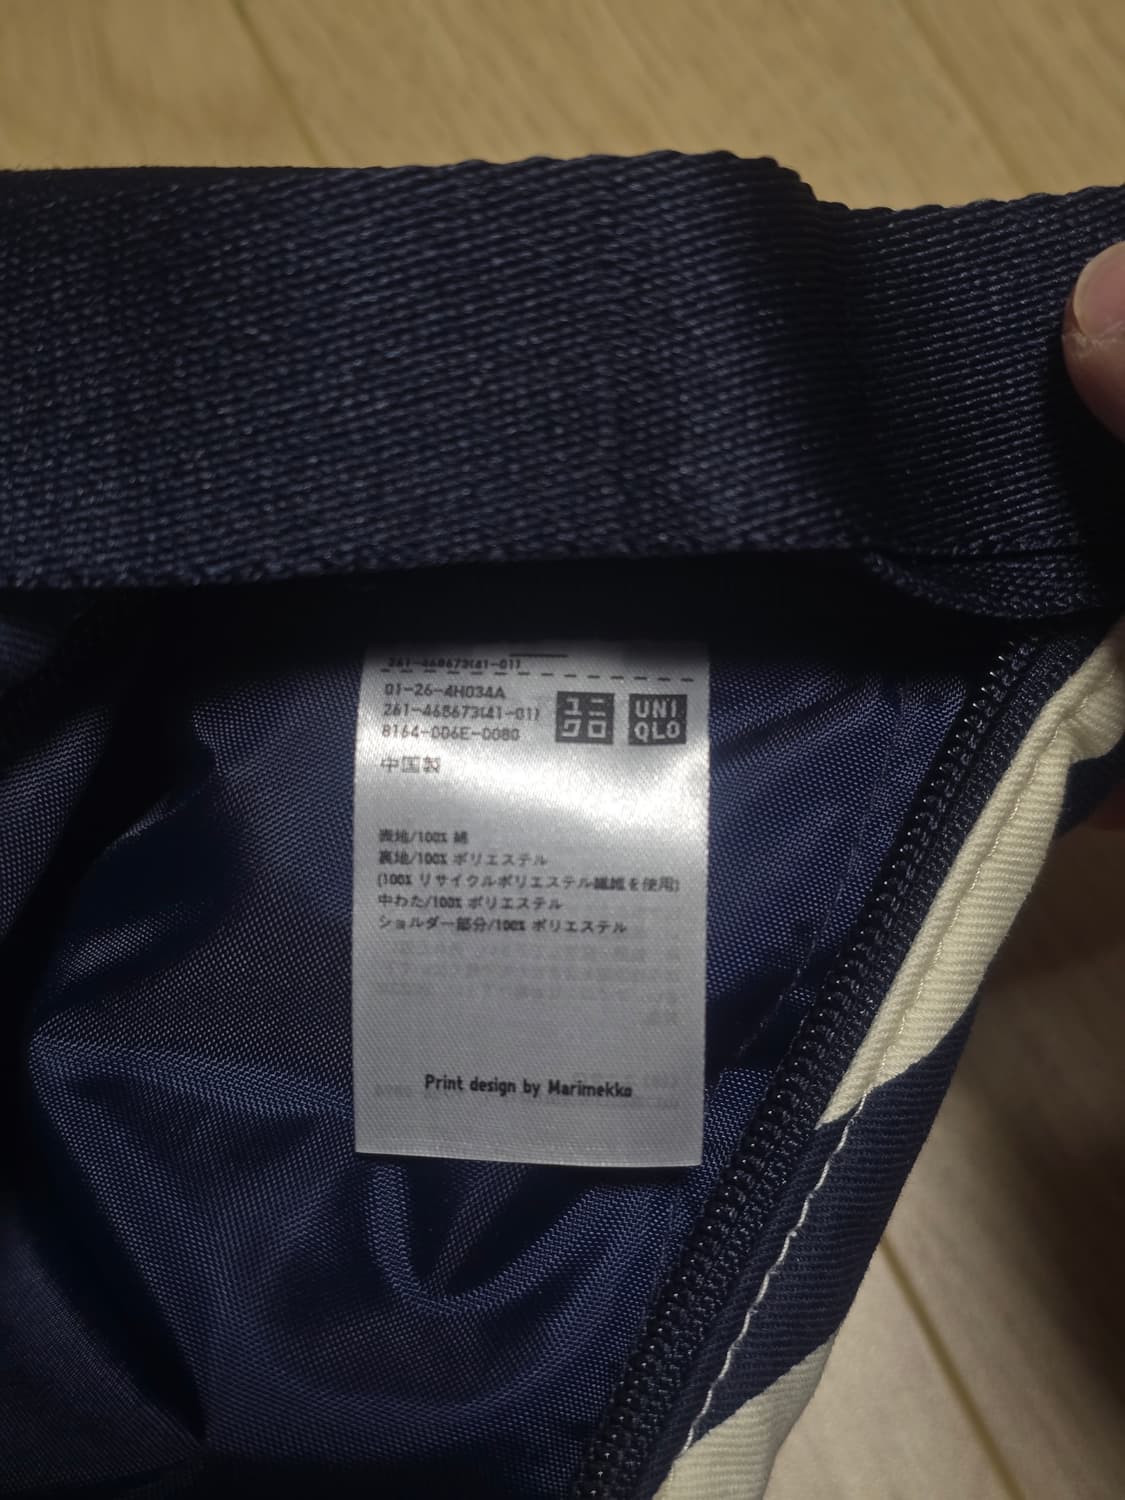 261-468673(41-01)
01-26-4H034A
261-468673(41-01)
8164-006E-0080
ユニ
クロ
UNI
QLO
中国製
表地/100% 綿
裏地/100% ポリエステル
(100% リサイクルポリエステル繊維を使用)
中わた/100% ポリエステル
ショルダー部分/100% ポリエステル
Print design by Marimekko